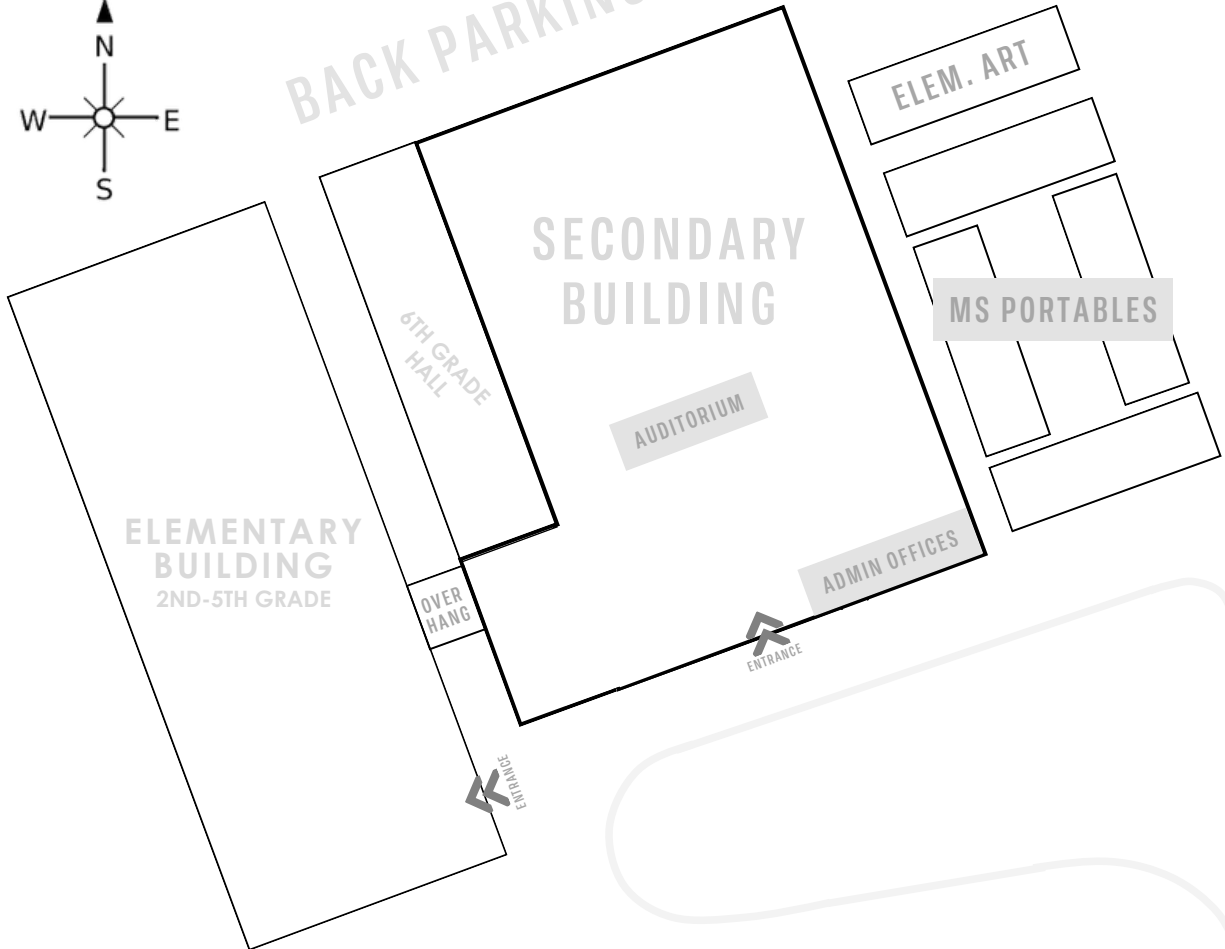 BACK PARKING
N
W
E
S
ELEM. ART
SECONDARY
BUILDING
MS PORTABLES
6TH GRADE
HALL
AUDITORIUM
ELEMENTARY
BUILDING
2ND-5TH GRADE
ADMIN OFFICES
OVER
HANG
ENTRANCE
ENTRANCE